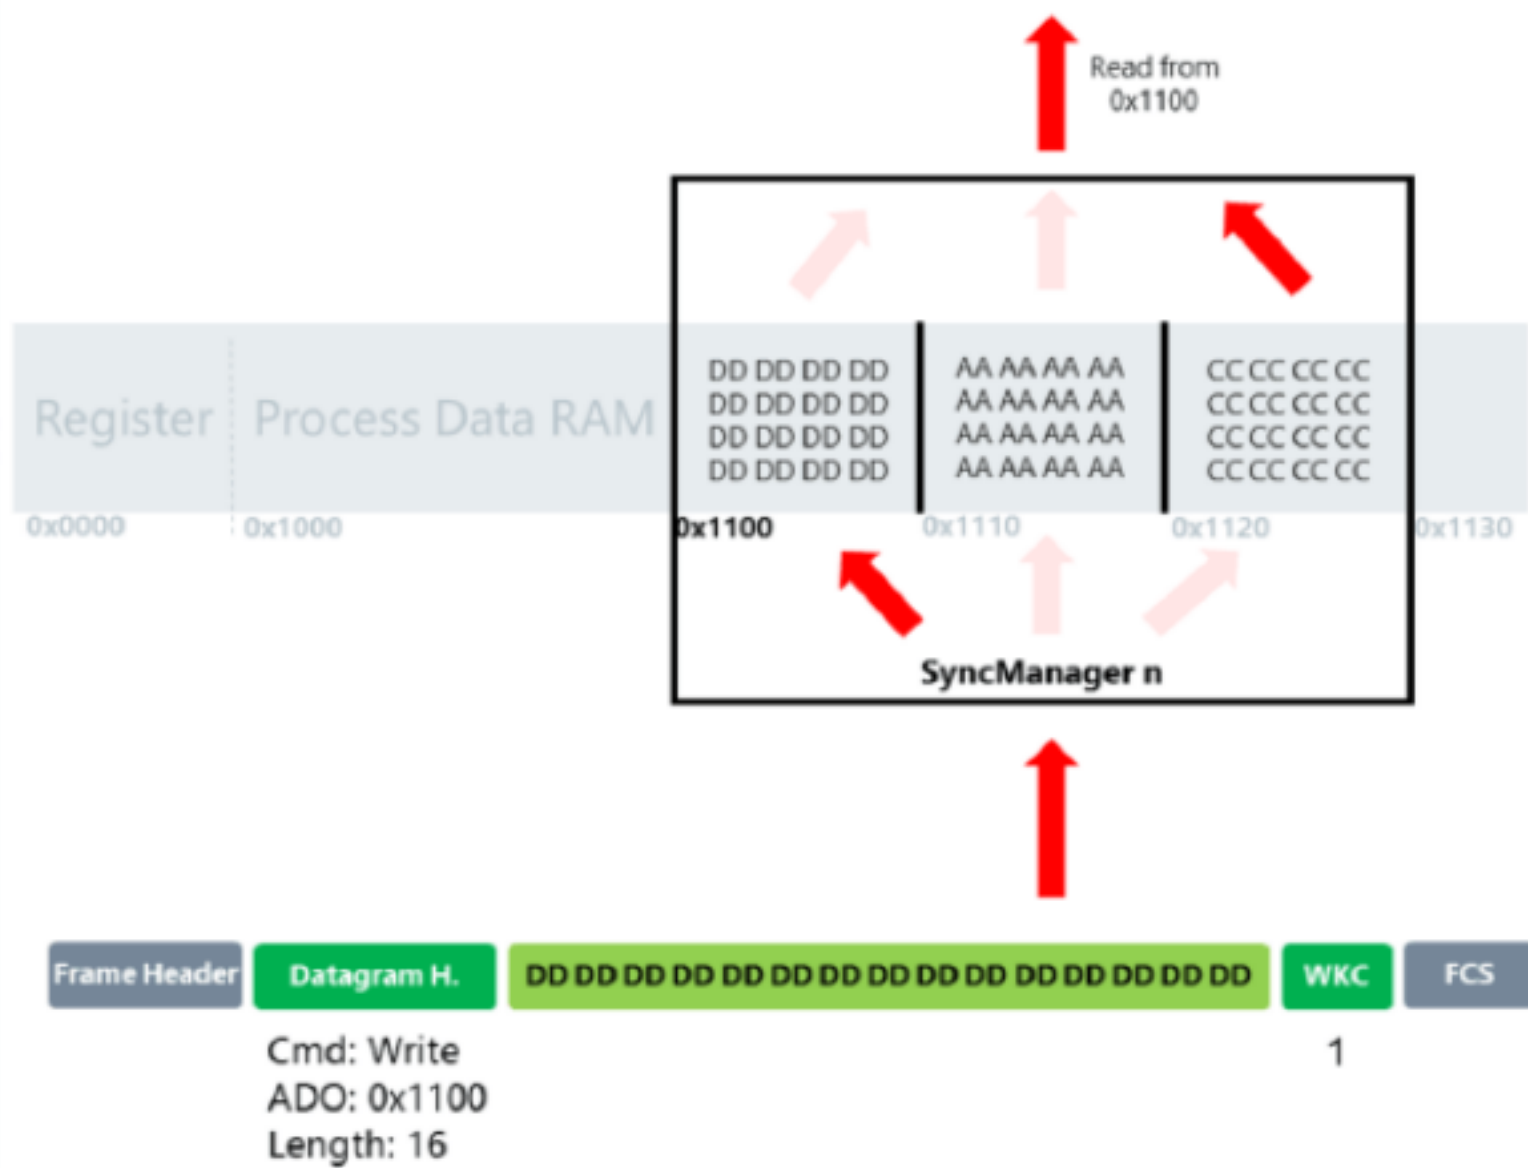 Read from
0x1100
Register
Process Data RAM
DD DD DD DD
DD DD DD DD
DD DD DD DD
DD DD DD DD
AA AA AA AA
AA AA AA AA
AA AA AA AA
AA AA AA AA
CC CC CC CC
CC CC CC CC
CC CC CC CC
CC CC CC CC
0x0000
0x1000
0x1100
0x1110
0x1120
0x1130
SyncManager n
Frame Header
Datagram H.
DD DD DD DD DD DD DD DD DD DD DD DD DD DD DD
WKC
FCS
Cmd: Write
ADO: 0x1100
Length: 16
1